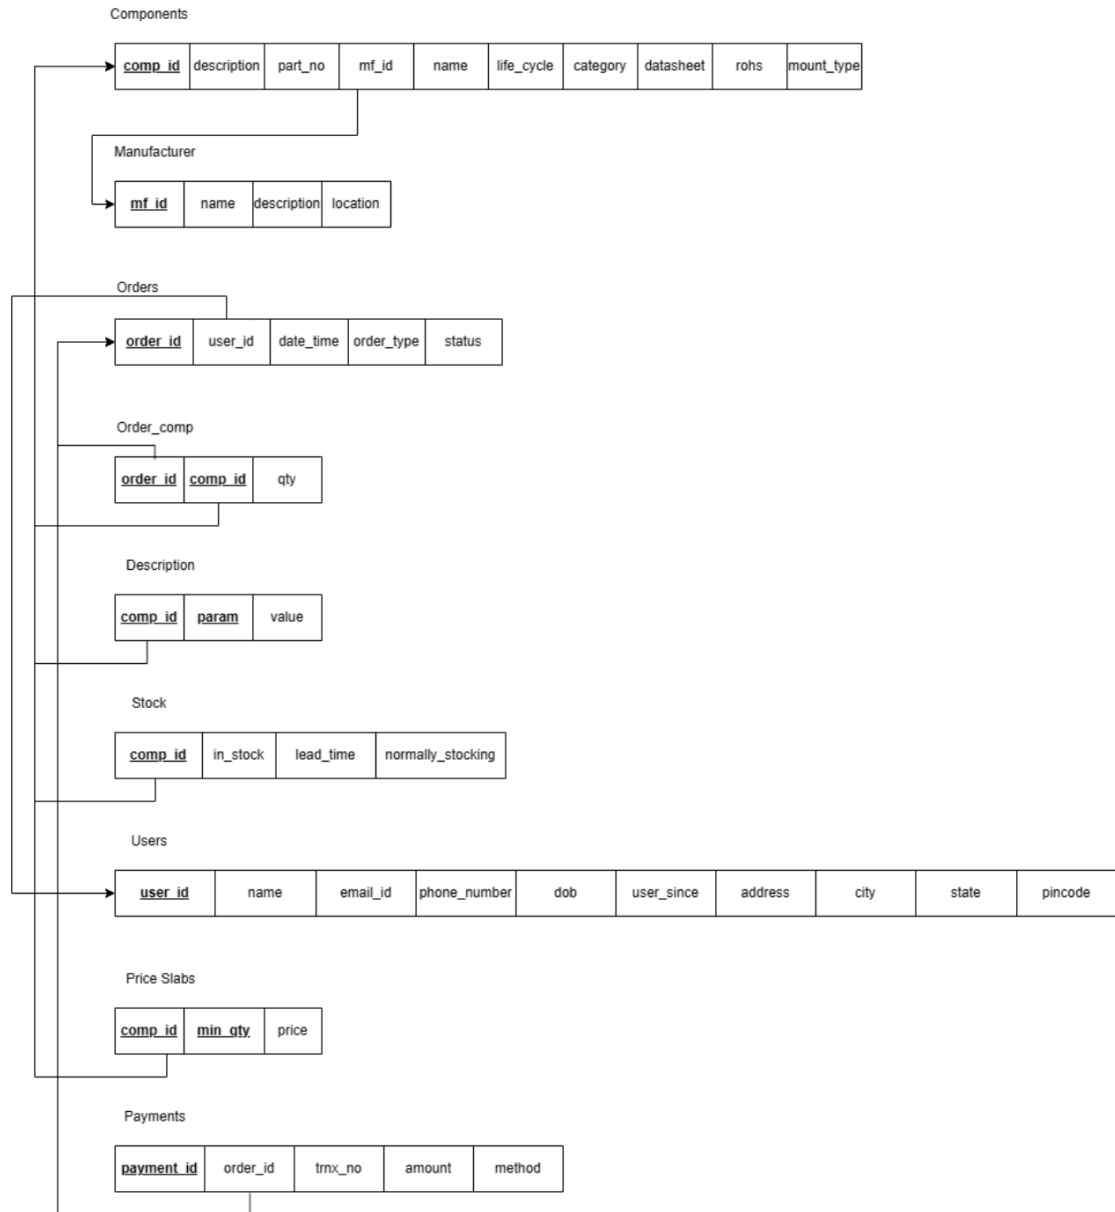 Components
comp_id description part_no mf_id name life_cycle category datasheet rohs mount_type
Manufacturer
mf_id name description location
Orders
order_id user_id date_time order_type status
Order_comp
order_id comp_id qty
Description
comp_id param value
Stock
comp_id in_stock lead_time normally_stocking
Users
user_id name email_id phone_number dob user_since address city state pincode
Price Slabs
comp_id min_qty price
Payments
payment_id order_id trnx_no amount method